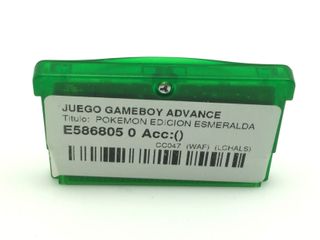 JUEGO GAMEBOY ADVANCE
Titulo: POKEMON EDICION ESMERALDA
E586805 0 Acc:()
CC047 (WAF) (LCHALS)